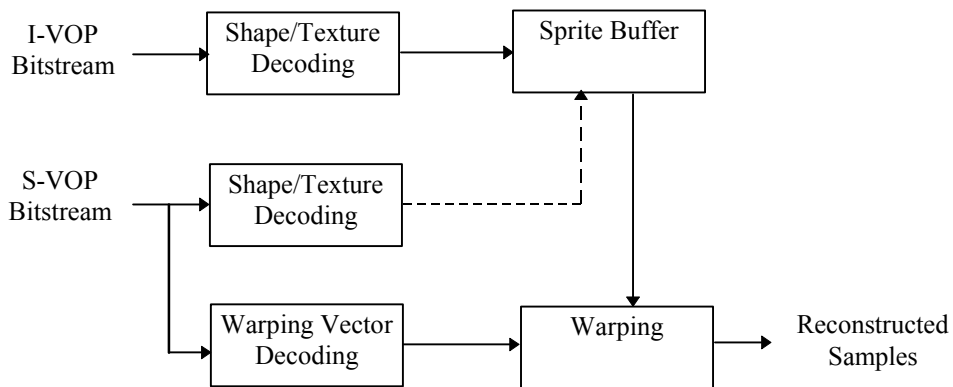 I-VOP
Bitstream
Shape/Texture
Decoding
Sprite Buffer
S-VOP
Bitstream
Shape/Texture
Decoding
Warping Vector
Decoding
Warping
Reconstructed
Samples